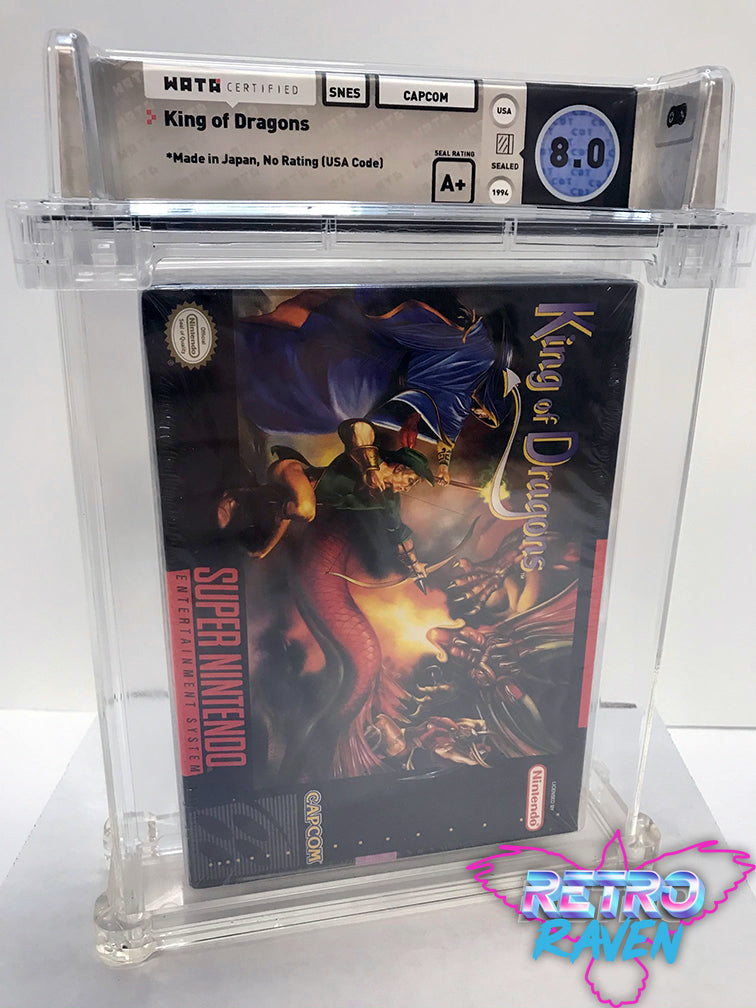 WATA CERTIFIED
SNES
CAPCOM
King of Dragons
*Made in Japan, No Rating (USA Code)
SEAL RATING
A+
USA
SEALED
1994
8.0
King of Dragons
Official
Nintendo
Seal of Quality
SUPER NINTENDO
ENTERTAINMENT SYSTEM
CAPCOM
LICENSED BY
Nintendo
RETRO
RAVEN